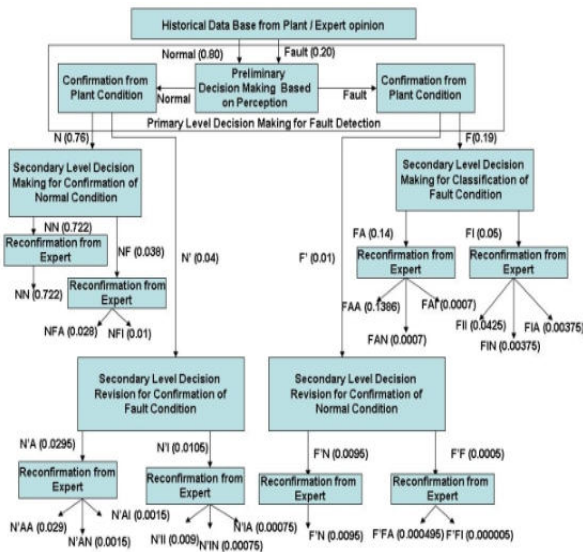 Historical Data Base from Plant / Expert opinion
Normal (0.80)
Fault (0.20)
Confirmation from
Plant Condition
Normal
Preliminary
Decision Making Based
on Perception
Fault
Confirmation from
Plant Condition
Primary Level Decision Making for Fault Detection
N (0.76)
F(0.19)
Secondary Level Decision
Making for Confirmation of
Normal Condition
Secondary Level Decision
Making for Classification of
Fault Condition
NN (0.722)
NF (0.038)
N' (0.04)
F' (0.01)
FA (0.14)
FI (0.05)
Reconfirmation from
Expert
Reconfirmation from
Expert
Reconfirmation from
Expert
NN (0.722)
Reconfirmation from
Expert
NFA (0.028)
NFI (0.01)
FAA (0.1386)
FAI (0.0007)
FAN (0.0007)
FII (0.0425)
FIA (0.00375)
FIN (0.00375)
Secondary Level Decision
Revision for Confirmation of
Fault Condition
Secondary Level Decision
Revision for Confirmation of
Normal Condition
N'A (0.0295)
N'I (0.0105)
F'N (0.0095)
F'F (0.0005)
Reconfirmation from
Expert
Reconfirmation from
Expert
Reconfirmation from
Expert
Reconfirmation from
Expert
N'AA (0.029)
N'AI (0.0015)
N'AN (0.0015)
N'II (0.009)
N'IA (0.00075)
N'IN (0.00075)
F'N (0.0095)
F'FA (0.000495)
F'FI (0.000005)